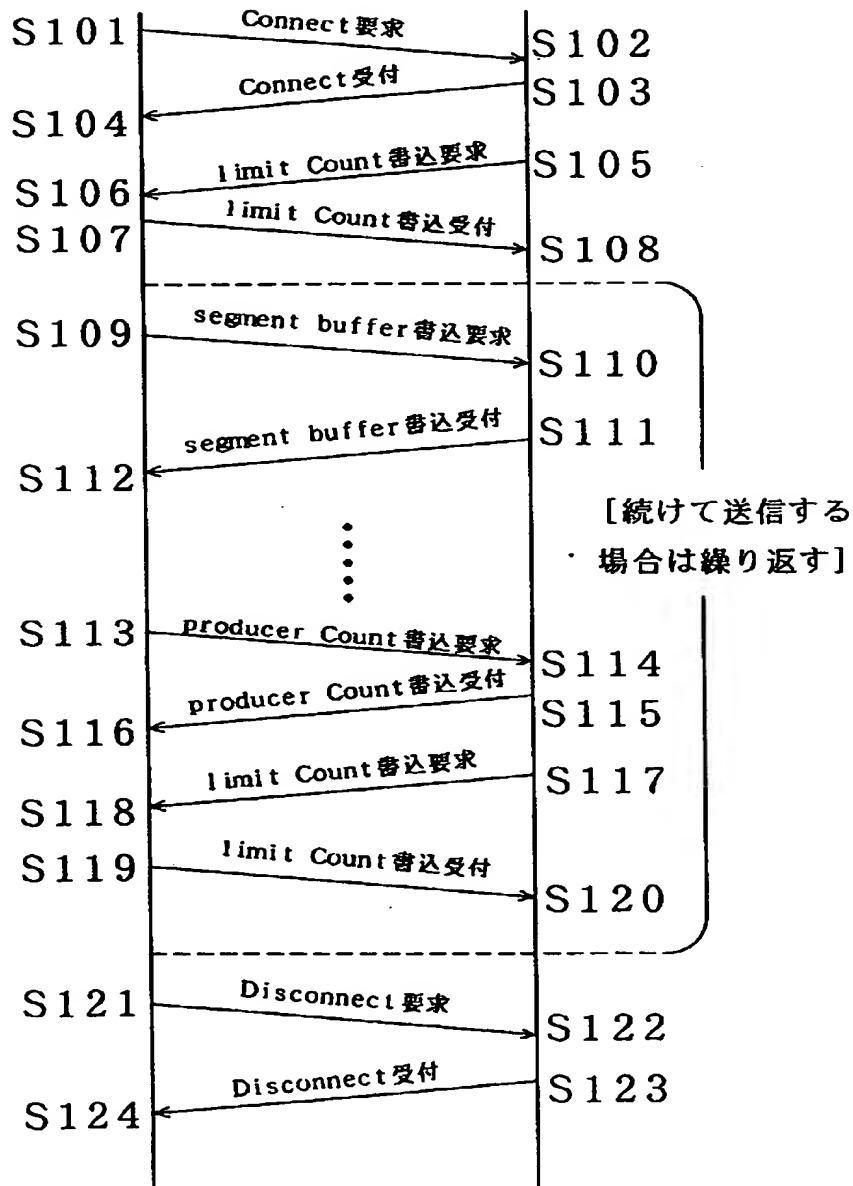 S101
Connect要求
S102
Connect受付
S103
S104
limit Count書込要求
S105
S106
limit Count書込受付
S107
S108
segment buffer書込要求
S109
S110
segment buffer書込受付
S111
S112
[続けて送信する
場合は繰り返す]
S113
producer Count書込要求
S114
producer Count書込受付
S115
S116
limit Count書込要求
S117
S118
limit Count書込受付
S119
S120
Disconnect要求
S121
S122
Disconnect受付
S123
S124